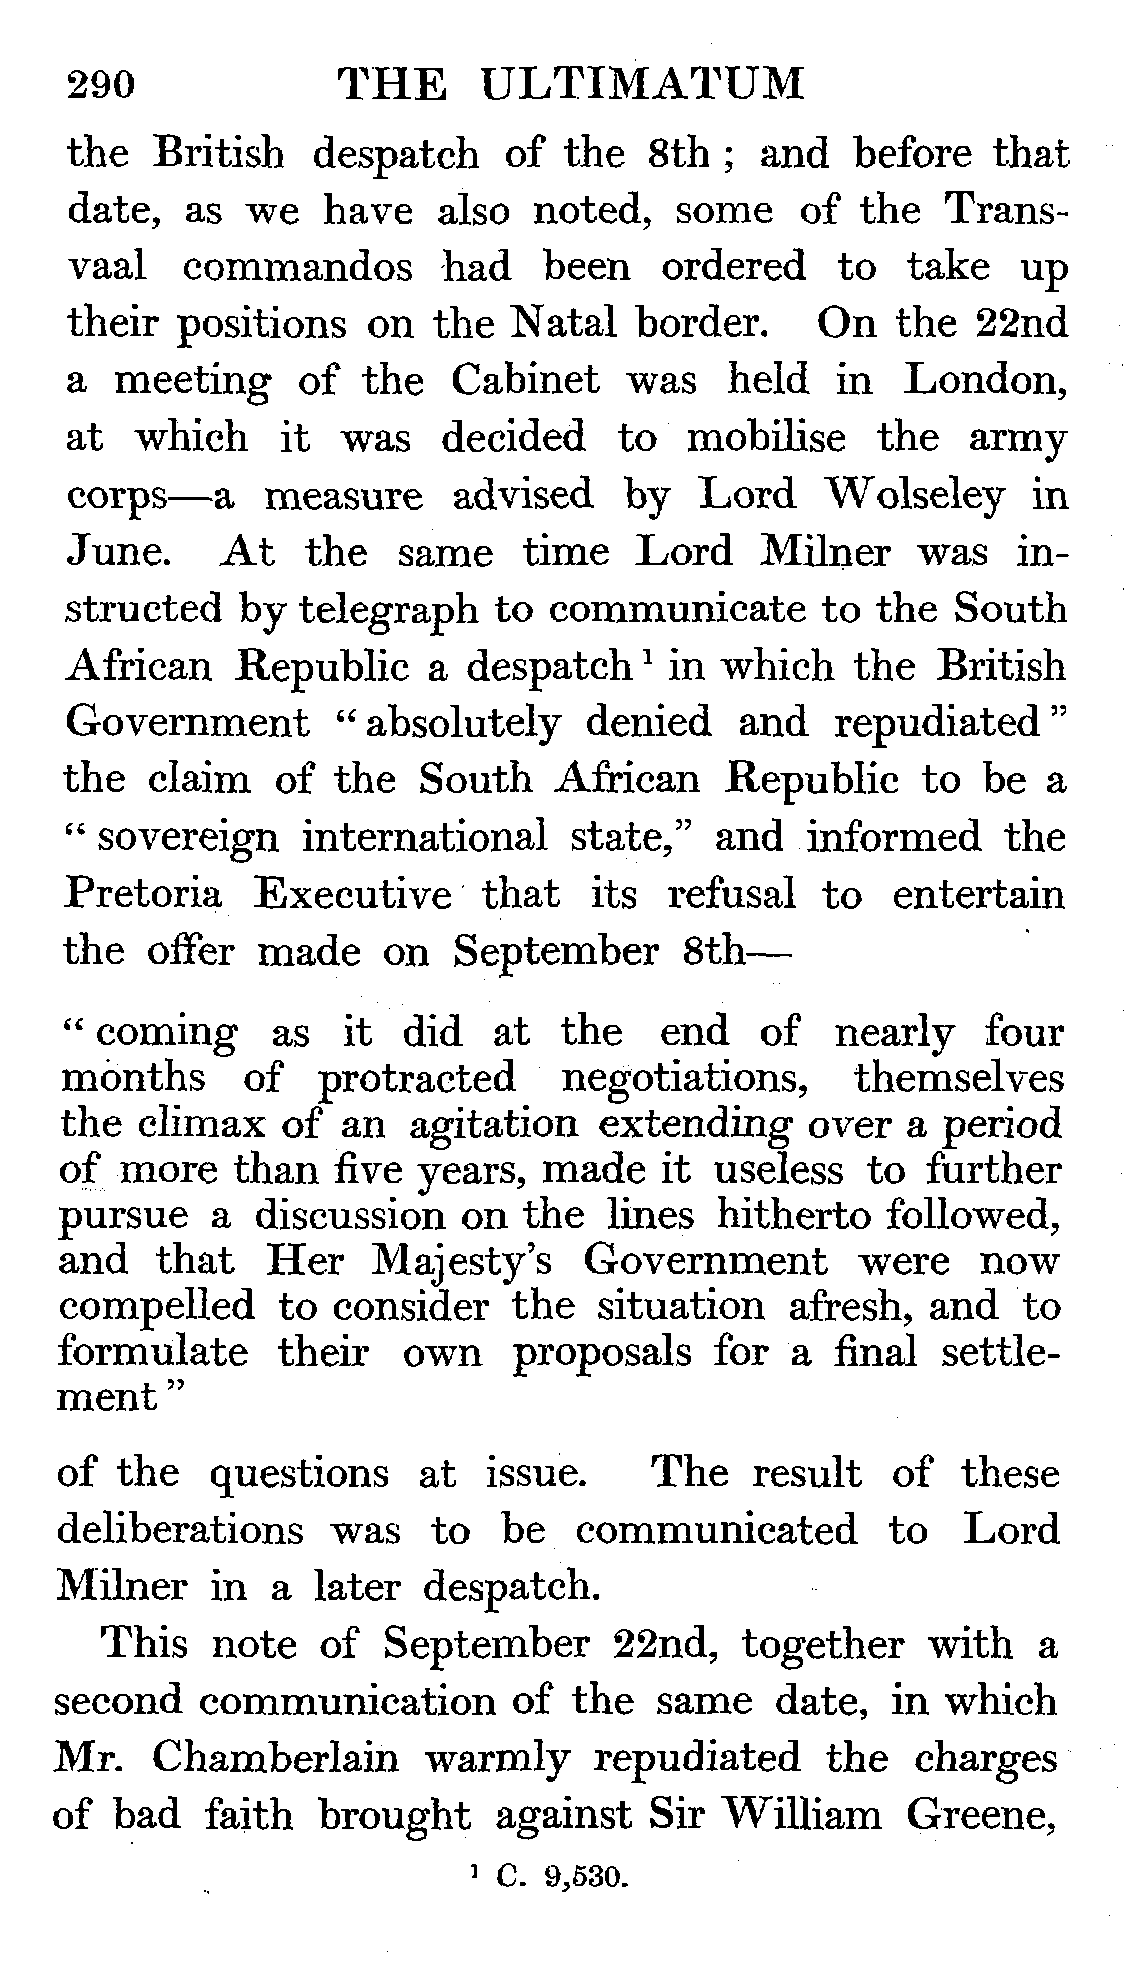 290 THE ULTIMATUM
the British despatch of the 8th ; and before that
date, as we have also noted, some of the Trans-
vaal commandos had been ordered to take up
their positions on the Natal border. On the 22nd
a meeting of the Cabinet was held in London,
at which it was decided to mobilise the army
corps—a measure advised by Lord Wolseley in
June. At the same time Lord Milner was in-
structed by telegraph to communicate to the South
African Republic a despatch ¹ in which the British
Government “ absolutely denied and repudiated ”
the claim of the South African Republic to be a
“ sovereign international state,” and informed the
Pretoria Executive that its refusal to entertain
the offer made on September 8th—
“ coming as it did at the end of nearly four
months of protracted negotiations, themselves
the climax of an agitation extending over a period
of more than five years, made it useless to further
pursue a discussion on the lines hitherto followed,
and that Her Majesty’s Government were now
compelled to consider the situation afresh, and to
formulate their own proposals for a final settle-
ment ”
of the questions at issue. The result of these
deliberations was to be communicated to Lord
Milner in a later despatch.
This note of September 22nd, together with a
second communication of the same date, in which
Mr. Chamberlain warmly repudiated the charges
of bad faith brought against Sir William Greene,
¹ C. 9,530.